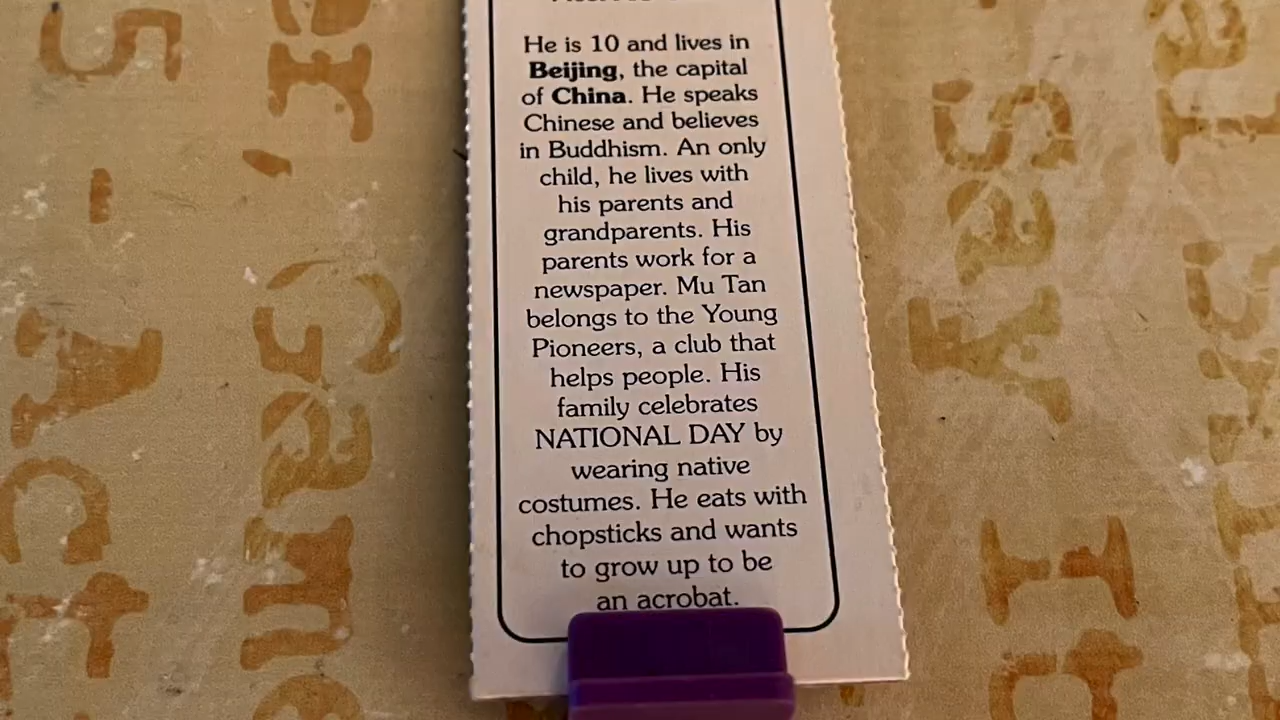 He is 10 and lives in
Beijing, the capital
of China. He speaks
Chinese and believes
in Buddhism. An only
child, he lives with
his parents and
grandparents. His
parents work for a
newspaper. Mu Tan
belongs to the Young
Pioneers, a club that
helps people. His
family celebrates
NATIONAL DAY by
wearing native
costumes. He eats with
chopsticks and wants
to grow up to be
an acrobat.